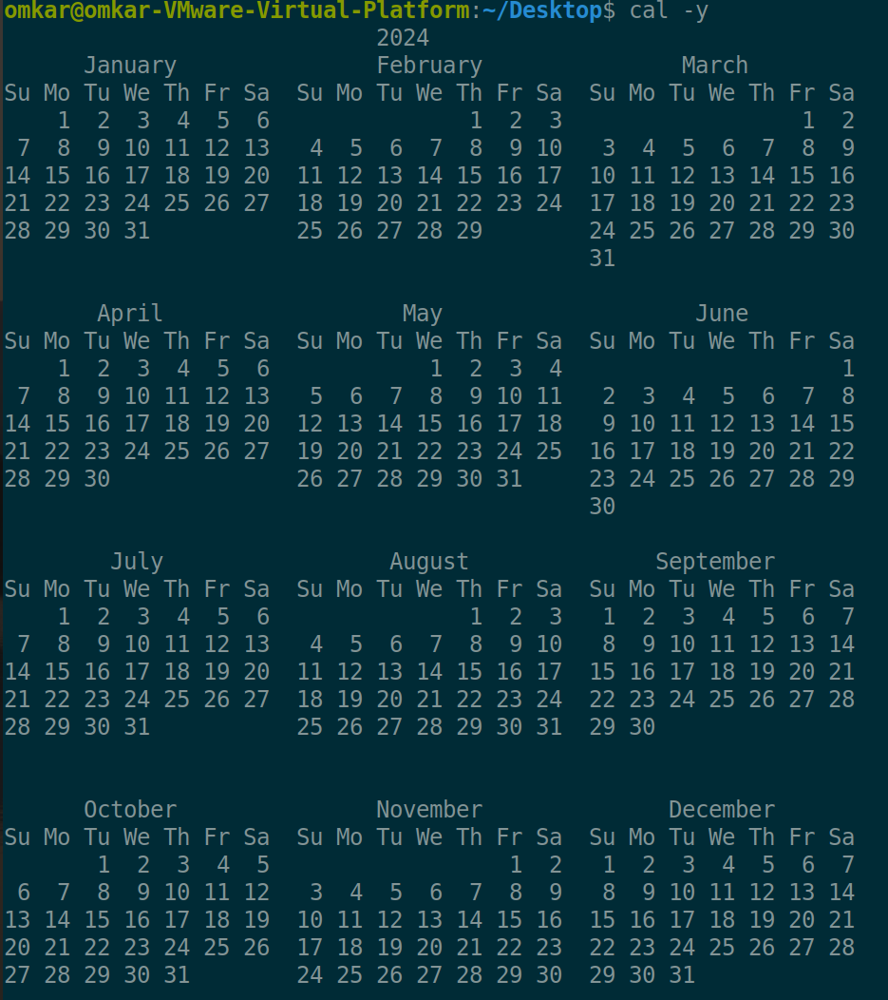 omkar@omkar-VMware-Virtual-Platform:~/Desktop$ cal -y
                            2024
      January               February               March
Su Mo Tu We Th Fr Sa  Su Mo Tu We Th Fr Sa  Su Mo Tu We Th Fr Sa
    1  2  3  4  5  6               1  2  3                  1  2
 7  8  9 10 11 12 13   4  5  6  7  8  9 10   3  4  5  6  7  8  9
14 15 16 17 18 19 20  11 12 13 14 15 16 17  10 11 12 13 14 15 16
21 22 23 24 25 26 27  18 19 20 21 22 23 24  17 18 19 20 21 22 23
28 29 30 31           25 26 27 28 29        24 25 26 27 28 29 30
                                            31
       April                  May                   June
Su Mo Tu We Th Fr Sa  Su Mo Tu We Th Fr Sa  Su Mo Tu We Th Fr Sa
    1  2  3  4  5  6            1  2  3  4                     1
 7  8  9 10 11 12 13   5  6  7  8  9 10 11   2  3  4  5  6  7  8
14 15 16 17 18 19 20  12 13 14 15 16 17 18   9 10 11 12 13 14 15
21 22 23 24 25 26 27  19 20 21 22 23 24 25  16 17 18 19 20 21 22
28 29 30              26 27 28 29 30 31     23 24 25 26 27 28 29
                                            30
        July                 August              September
Su Mo Tu We Th Fr Sa  Su Mo Tu We Th Fr Sa  Su Mo Tu We Th Fr Sa
    1  2  3  4  5  6               1  2  3   1  2  3  4  5  6  7
 7  8  9 10 11 12 13   4  5  6  7  8  9 10   8  9 10 11 12 13 14
14 15 16 17 18 19 20  11 12 13 14 15 16 17  15 16 17 18 19 20 21
21 22 23 24 25 26 27  18 19 20 21 22 23 24  22 23 24 25 26 27 28
28 29 30 31           25 26 27 28 29 30 31  29 30
      October               November              December
Su Mo Tu We Th Fr Sa  Su Mo Tu We Th Fr Sa  Su Mo Tu We Th Fr Sa
       1  2  3  4  5                  1  2   1  2  3  4  5  6  7
 6  7  8  9 10 11 12   3  4  5  6  7  8  9   8  9 10 11 12 13 14
13 14 15 16 17 18 19  10 11 12 13 14 15 16  15 16 17 18 19 20 21
20 21 22 23 24 25 26  17 18 19 20 21 22 23  22 23 24 25 26 27 28
27 28 29 30 31        24 25 26 27 28 29 30  29 30 31